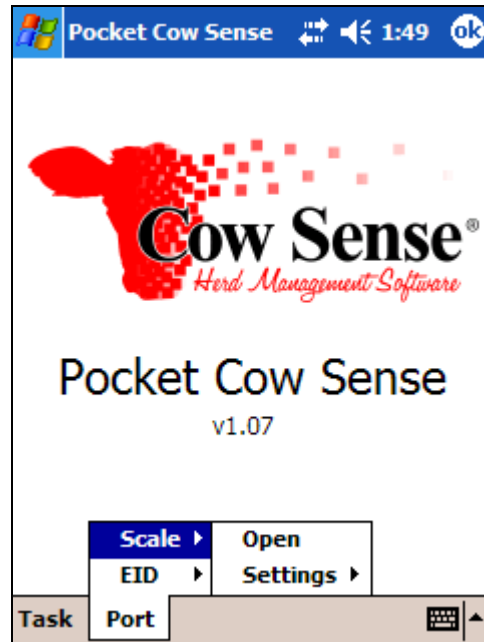 Pocket Cow Sense 1:49 ok
Cow Sense®
Herd Management Software
Pocket Cow Sense
v1.07
Scale Open
EID Settings
Task Port